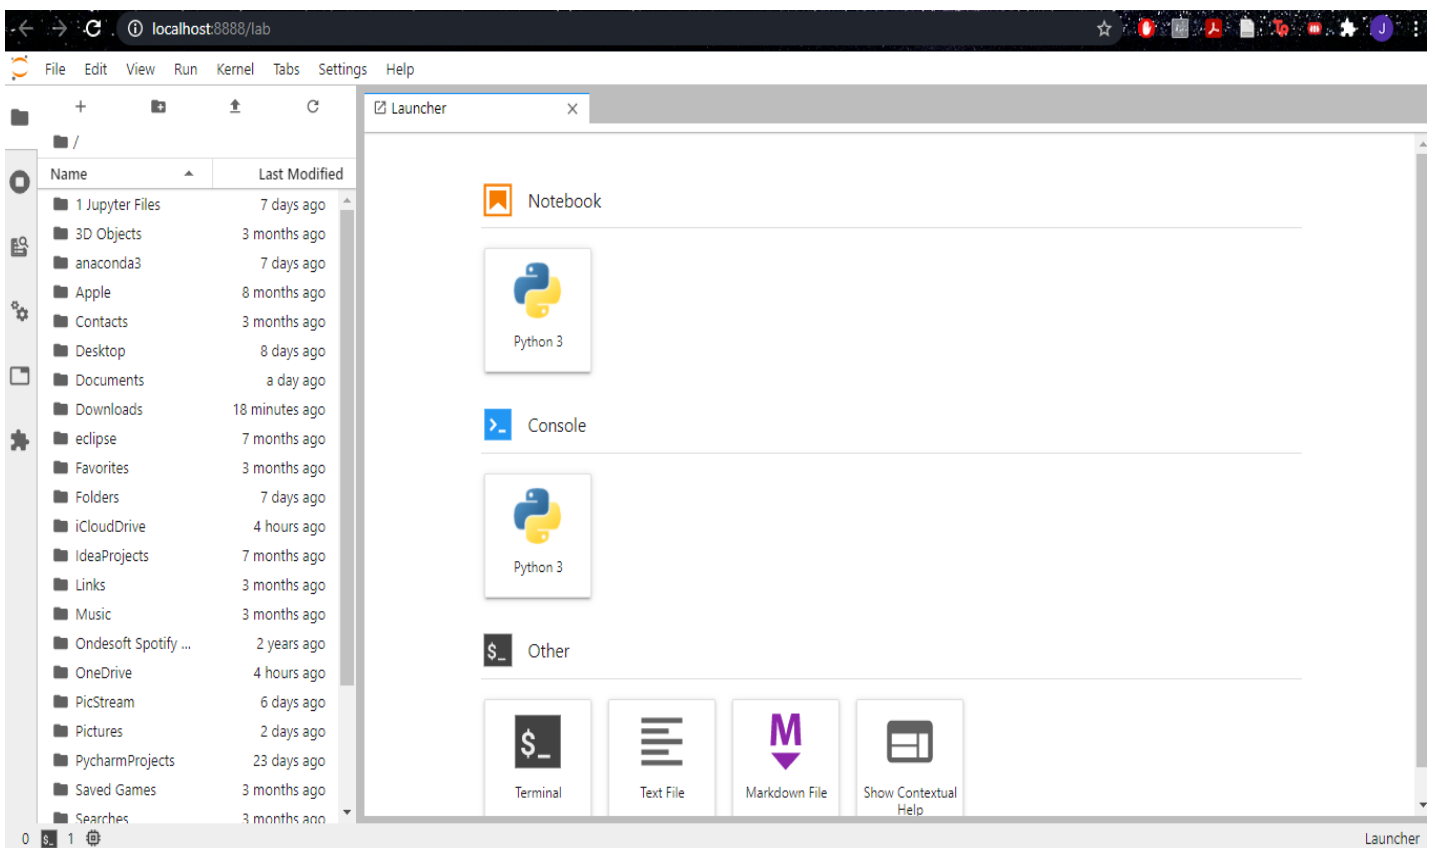 localhost:8888/lab
J
File Edit View Run Kernel Tabs Settings Help
Launcher
/
Name Last Modified
1 Jupyter Files 7 days ago
3D Objects 3 months ago
anaconda3 7 days ago
Apple 8 months ago
Contacts 3 months ago
Desktop 8 days ago
Documents a day ago
Downloads 18 minutes ago
eclipse 7 months ago
Favorites 3 months ago
Folders 7 days ago
iCloudDrive 4 hours ago
IdeaProjects 7 months ago
Links 3 months ago
Music 3 months ago
Ondesoft Spotify ... 2 years ago
OneDrive 4 hours ago
PicStream 6 days ago
Pictures 2 days ago
PycharmProjects 23 days ago
Saved Games 3 months ago
Searches 3 months ago
Notebook
Python 3
Console
Python 3
$_ Other
$_
M
Terminal
Text File
Markdown File
Show Contextual
Help
0 $_ 1
Launcher